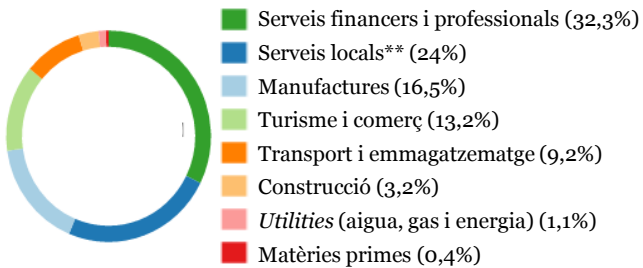 Serveis financers i professionals (32,3%)
Serveis locals** (24%)
Manufactures (16,5%)
Turisme i comerç (13,2%)
Transport i emmagatzematge (9,2%)
Construcció (3,2%)
Utilities (aigua, gas i energia) (1,1%)
Matèries primes (0,4%)